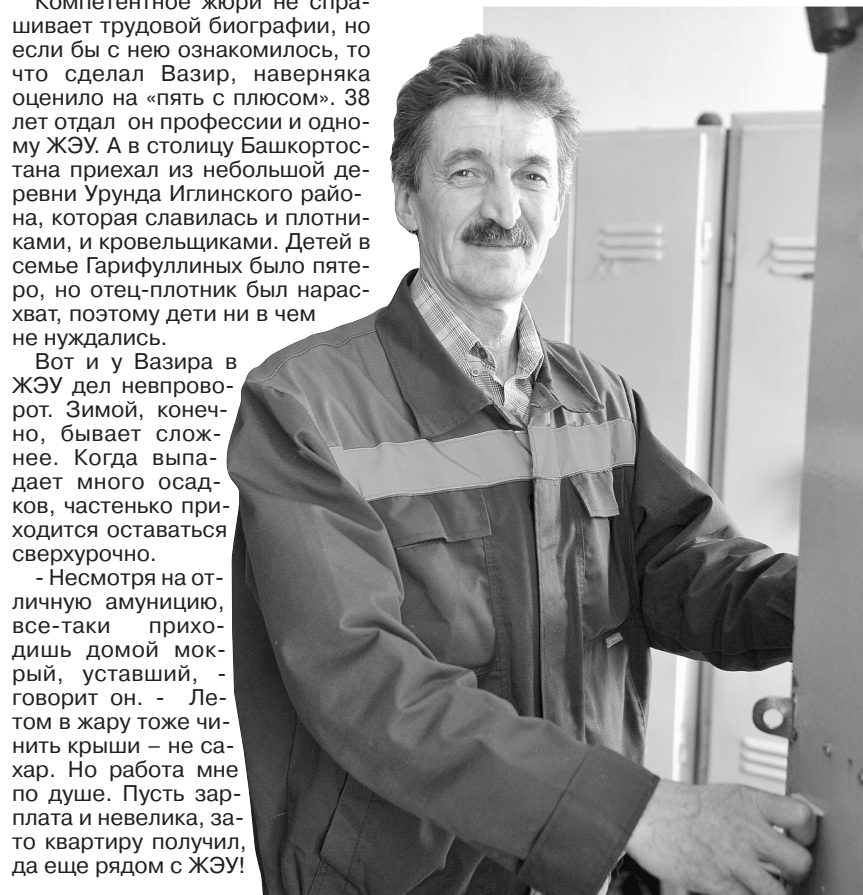 Компетентное жюри не спра-
шивает трудовой биографии, но
если бы с нею ознакомилось, то
что сделал Вазир, наверняка
оценило на «пять с плюсом». 38
лет отдал он профессии и одно-
му ЖЭУ. А в столицу Башкортос-
тана приехал из небольшой де-
ревни Урунда Иглинского райо-
на, которая славилась и плотни-
ками, и кровельщиками. Детей в
семье Гарифуллиных было пяте-
ро, но отец-плотник был нарас-
хват, поэтому дети ни в чем
не нуждались.
Вот и у Вазира в
ЖЭУ дел невпрово-
рот. Зимой, конеч-
но, бывает слож-
нее. Когда выпа-
дает много осад-
ков, частенько при-
ходится оставаться
сверхурочно.
- Несмотря на от-
личную амуницию,
все-таки прихо-
дишь домой мок-
рый, уставший, -
говорит он. - Ле-
том в жару тоже чи-
нить крыши – не са-
хар. Но работа мне
по душе. Пусть зар-
плата и невелика, за-
то квартиру получил,
да еще рядом с ЖЭУ!